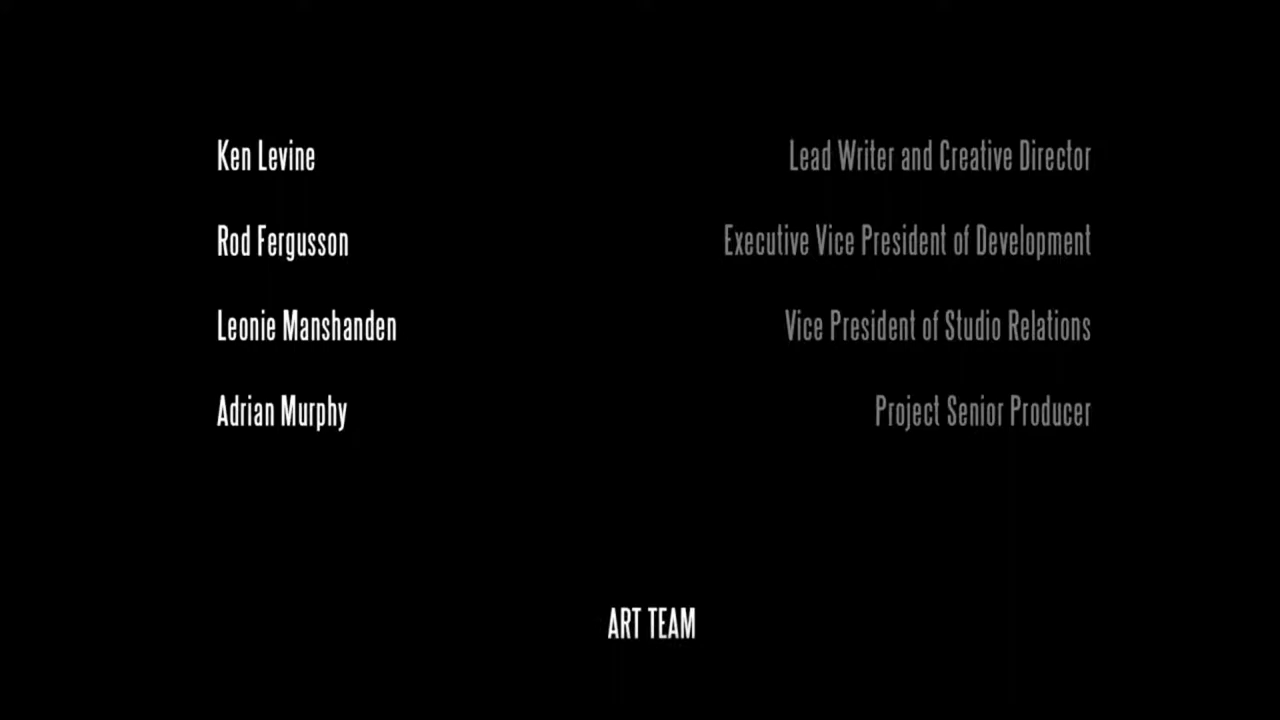 Ken Levine Lead Writer and Creative Director
Rod Fergusson Executive Vice President of Development
Leonie Manshanden Vice President of Studio Relations
Adrian Murphy Project Senior Producer
ART TEAM